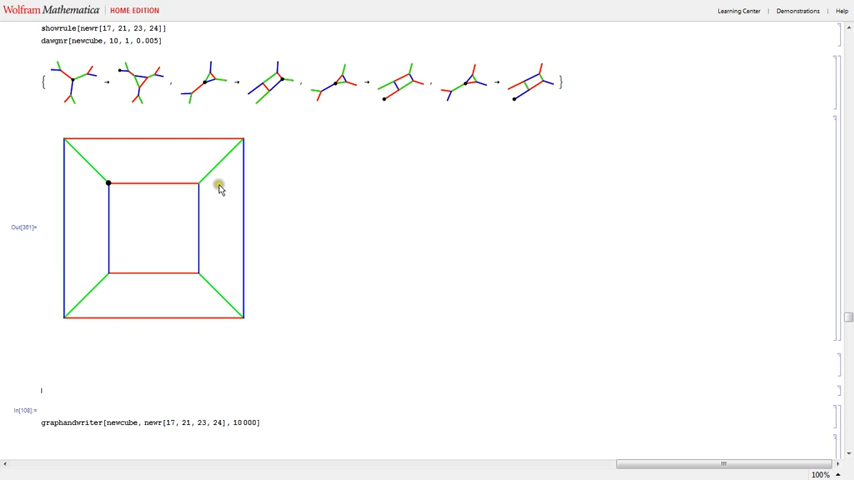 Wolfram Mathematica | HOME EDITION
Learning Center | Demonstrations | Help
showrule[newr[17, 21, 23, 24]]
dawgnr[newcube, 10, 1, 0.005]
{ → , → , → , → }
Out[361]=
In[108]:=
graphandwriter[newcube, newr[17, 21, 23, 24], 10000]
100%